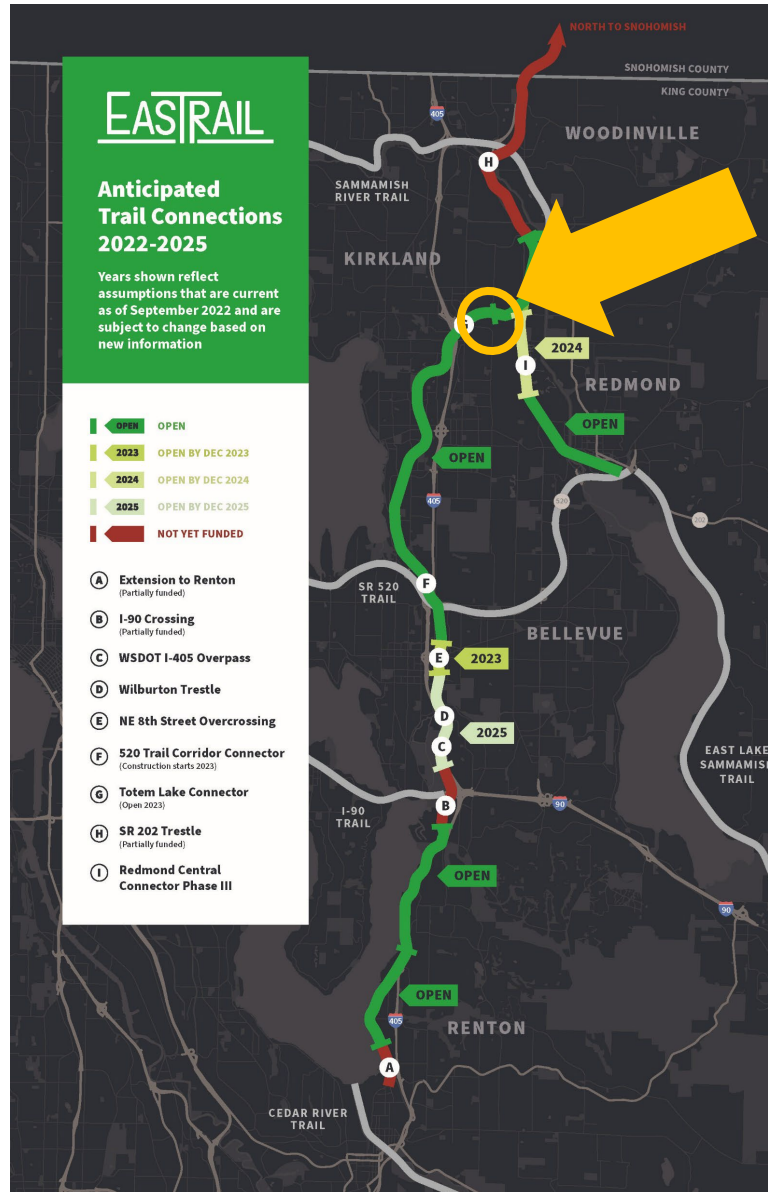 NORTH TO SNOHOMISH
SNOHOMISH COUNTY
KING COUNTY
405
WOODINVILLE
EASTRAIL
H
SAMMAMISH
RIVER TRAIL
Anticipated
Trail Connections
2022-2025
KIRKLAND
Years shown reflect
assumptions that are current
as of September 2022 and are
subject to change based on
new information
2024
I
REDMOND
OPEN
OPEN
OPEN
OPEN
2023
OPEN BY DEC 2023
2024
OPEN BY DEC 2024
2025
OPEN BY DEC 2025
NOT YET FUNDED
405
520
202
A
Extension to Renton
(Partially funded)
B
I-90 Crossing
(Partially funded)
C
WSDOT I-405 Overpass
D
Wilburton Trestle
E
NE 8th Street Overcrossing
F
520 Trail Corridor Connector
(Construction starts 2023)
G
Totem Lake Connector
(Open 2023)
H
SR 202 Trestle
(Partially funded)
I
Redmond Central
Connector Phase III
SR 520
TRAIL
F
BELLEVUE
E
2023
D
2025
C
EAST LAKE
SAMMAMISH
TRAIL
I-90
TRAIL
B
90
OPEN
90
OPEN
405
RENTON
A
CEDAR RIVER
TRAIL